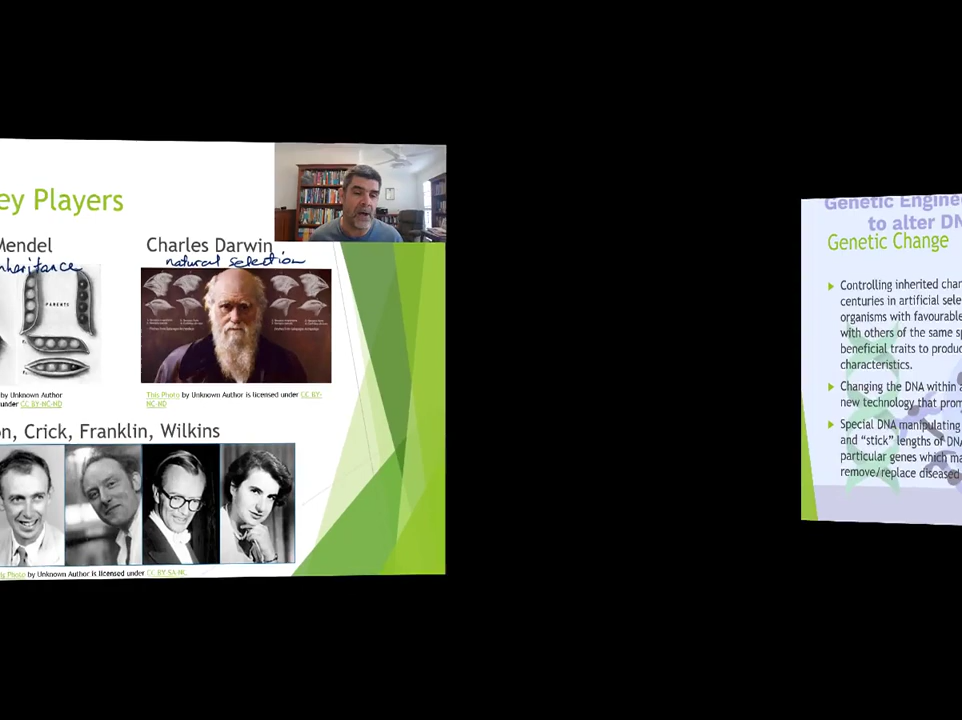 ey Players
Mendel
nheritance
PARENTS
by Unknown Author
under CC BY-NC-ND
Charles Darwin
natural selection
This Photo by Unknown Author is licensed under CC BY-
NC-ND
on, Crick, Franklin, Wilkins
is Photo by Unknown Author is licensed under CC BY-SA-NC
Genetic Engine
to alter DN
Genetic Change
Controlling inherited char
centuries in artificial sele
organisms with favourable
with others of the same sp
beneficial traits to produc
characteristics.
Changing the DNA within a
new technology that prom
Special DNA manipulating
and “stick” lengths of DNA
particular genes which ma
remove/replace diseased